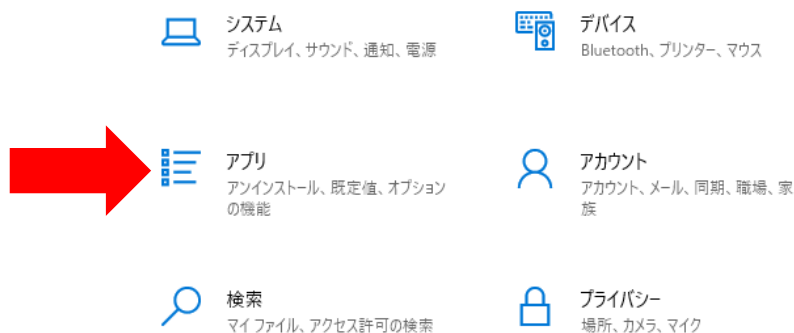 システム
ディスプレイ、サウンド、通知、電源
デバイス
Bluetooth、プリンター、マウス
アプリ
アンインストール、既定値、オプション
の機能
アカウント
アカウント、メール、同期、職場、家
族
検索
マイ ファイル、アクセス許可の検索
プライバシー
場所、カメラ、マイク